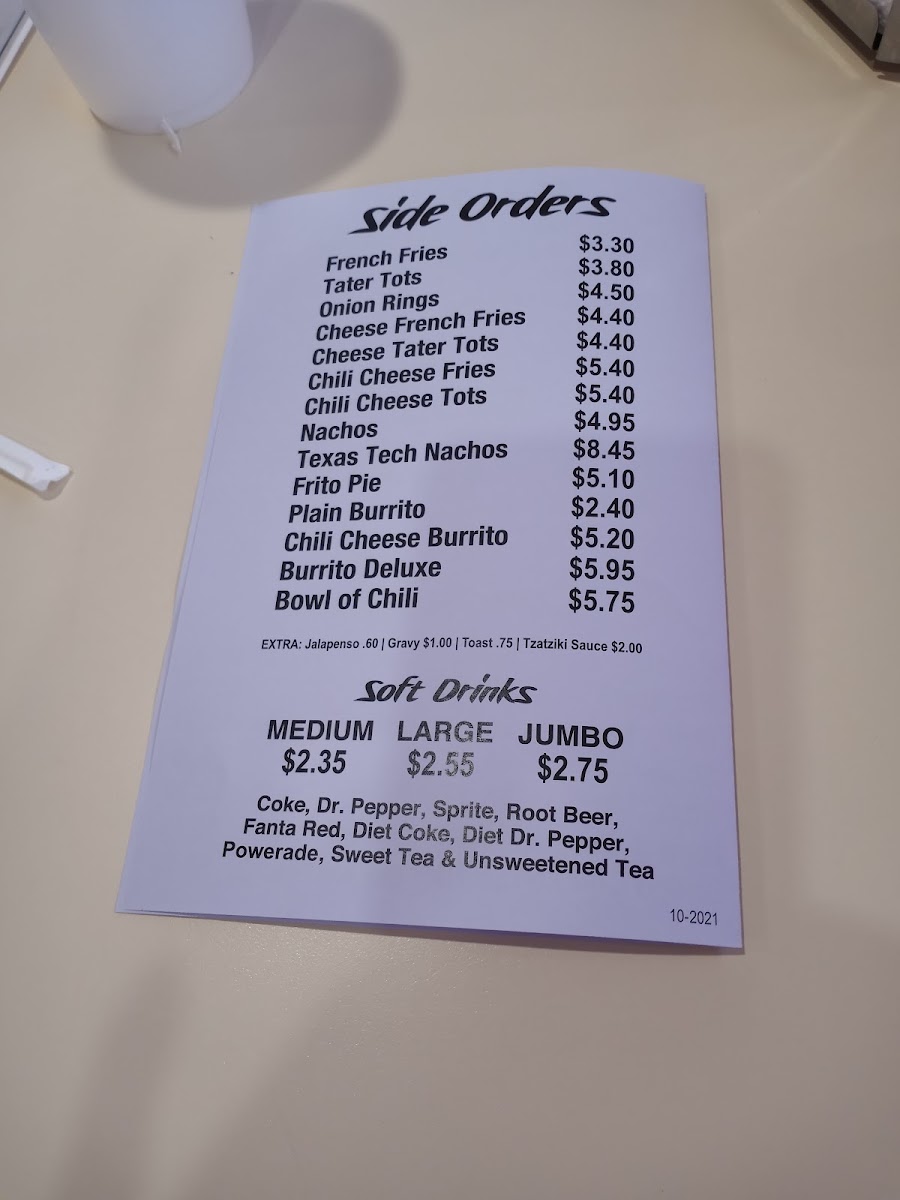 Side Orders
French Fries $3.30
Tater Tots $3.80
Onion Rings $4.50
Cheese French Fries $4.40
Cheese Tater Tots $4.40
Chili Cheese Fries $5.40
Chili Cheese Tots $5.40
Nachos $4.95
Texas Tech Nachos $8.45
Frito Pie $5.10
Plain Burrito $2.40
Chili Cheese Burrito $5.20
Burrito Deluxe $5.95
Bowl of Chili $5.75
EXTRA: Jalapenso .60 | Gravy $1.00 | Toast .75 | Tzatziki Sauce $2.00
Soft Drinks
MEDIUM LARGE JUMBO
$2.35 $2.55 $2.75
Coke, Dr. Pepper, Sprite, Root Beer,
Fanta Red, Diet Coke, Diet Dr. Pepper,
Powerade, Sweet Tea & Unsweetened Tea
10-2021